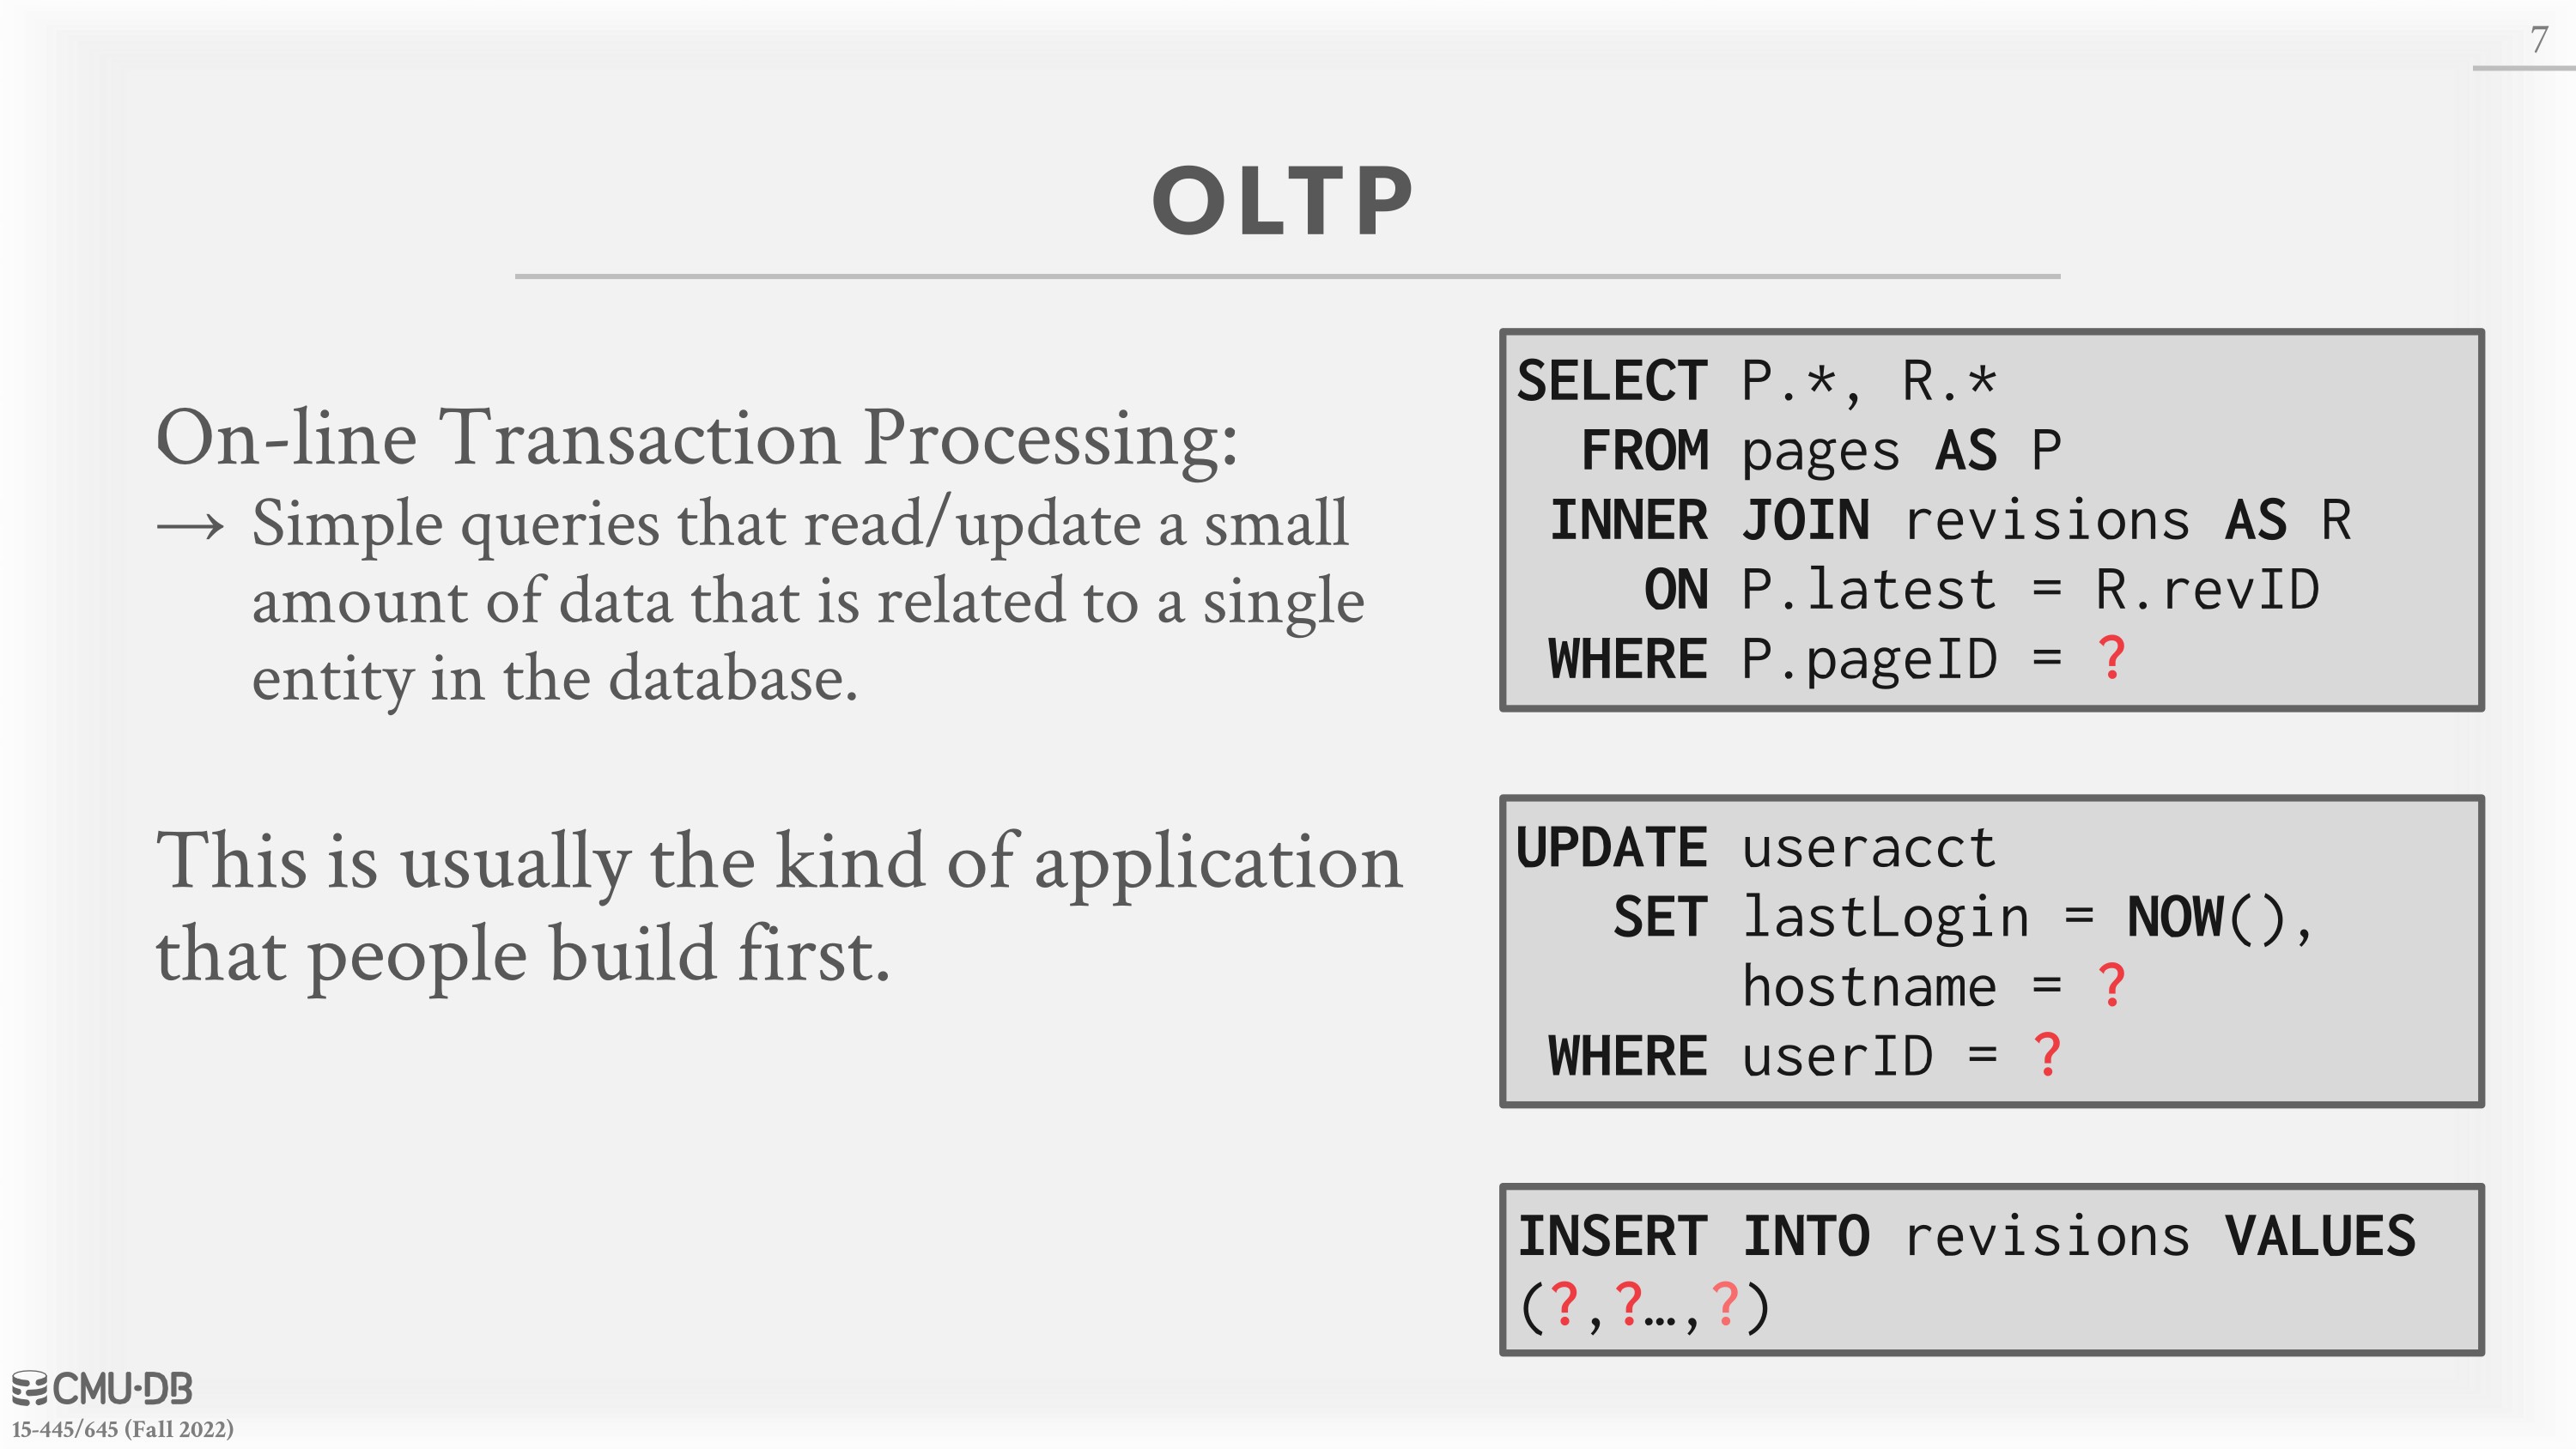 7
OLTP
On-line Transaction Processing:
→ Simple queries that read/update a small
amount of data that is related to a single
entity in the database.
This is usually the kind of application
that people build first.
SELECT P.*, R.*
FROM pages AS P
INNER JOIN revisions AS R
ON P.latest = R.revID
WHERE P.pageID = ?
UPDATE useracct
SET lastLogin = NOW(),
hostname = ?
WHERE userID = ?
INSERT INTO revisions VALUES
(?,?…,?)
CMU·DB
15-445/645 (Fall 2022)